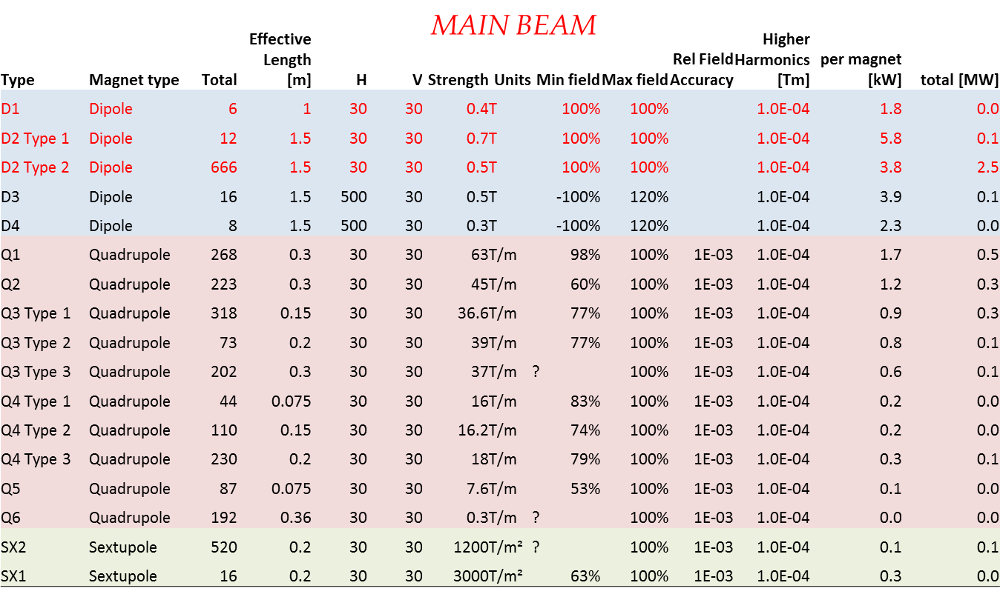 MAIN BEAM
Type Magnet type Total Effective Length [m] H V Strength Units Min field Max field Rel Field Accuracy Higher Harmonics [Tm] per magnet [kW] total [MW]
D1 Dipole 6 1 30 30 0.4 T 100% 100% 1.0E-04 1.8 0.0
D2 Type 1 Dipole 12 1.5 30 30 0.7 T 100% 100% 1.0E-04 5.8 0.1
D2 Type 2 Dipole 666 1.5 30 30 0.5 T 100% 100% 1.0E-04 3.8 2.5
D3 Dipole 16 1.5 500 30 0.5 T -100% 120% 1.0E-04 3.9 0.1
D4 Dipole 8 1.5 500 30 0.3 T -100% 120% 1.0E-04 2.3 0.0
Q1 Quadrupole 268 0.3 30 30 63 T/m 98% 100% 1E-03 1.0E-04 1.7 0.5
Q2 Quadrupole 223 0.3 30 30 45 T/m 60% 100% 1E-03 1.0E-04 1.2 0.3
Q3 Type 1 Quadrupole 318 0.15 30 30 36.6 T/m 77% 100% 1E-03 1.0E-04 0.9 0.3
Q3 Type 2 Quadrupole 73 0.2 30 30 39 T/m 77% 100% 1E-03 1.0E-04 0.8 0.1
Q3 Type 3 Quadrupole 202 0.3 30 30 37 T/m ? 100% 1E-03 1.0E-04 0.6 0.1
Q4 Type 1 Quadrupole 44 0.075 30 30 16 T/m 83% 100% 1E-03 1.0E-04 0.2 0.0
Q4 Type 2 Quadrupole 110 0.15 30 30 16.2 T/m 74% 100% 1E-03 1.0E-04 0.2 0.0
Q4 Type 3 Quadrupole 230 0.2 30 30 18 T/m 79% 100% 1E-03 1.0E-04 0.3 0.1
Q5 Quadrupole 87 0.075 30 30 7.6 T/m 53% 100% 1E-03 1.0E-04 0.1 0.0
Q6 Quadrupole 192 0.36 30 30 0.3 T/m ? 100% 1E-03 1.0E-04 0.0 0.0
SX2 Sextupole 520 0.2 30 30 1200 T/m² ? 100% 1E-03 1.0E-04 0.1 0.1
SX1 Sextupole 16 0.2 30 30 3000 T/m² 63% 100% 1E-03 1.0E-04 0.3 0.0